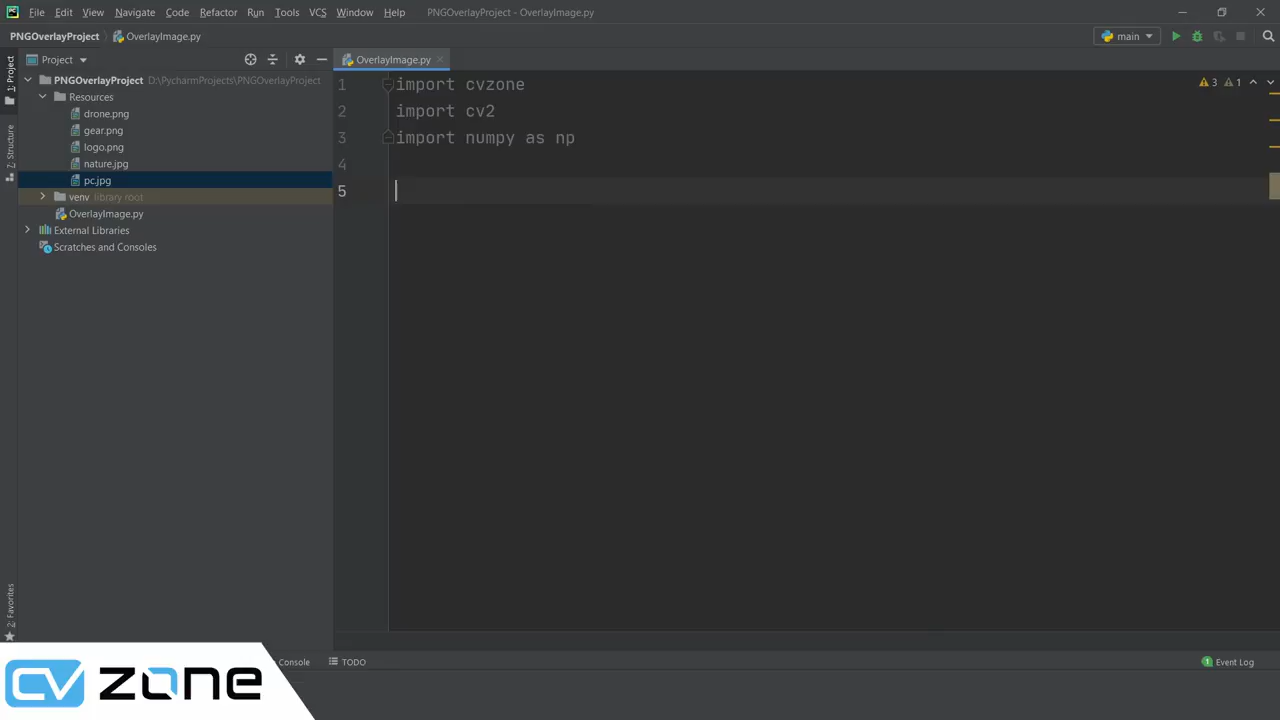 File Edit View Navigate Code Refactor Run Tools VCS Window Help PNGOverlayProject - OverlayImage.py
PNGOverlayProject OverlayImage.py main
1: Project
Project
OverlayImage.py
PNGOverlayProject D:\PycharmProjects\PNGOverlayProject
Resources
drone.png
gear.png
logo.png
nature.jpg
pc.jpg
venv library root
OverlayImage.py
External Libraries
Scratches and Consoles
7: Structure
2: Favorites
1 import cvzone
2 import cv2
3 import numpy as np
4
5
3 1
Console TODO 1 Event Log
CV ZONE